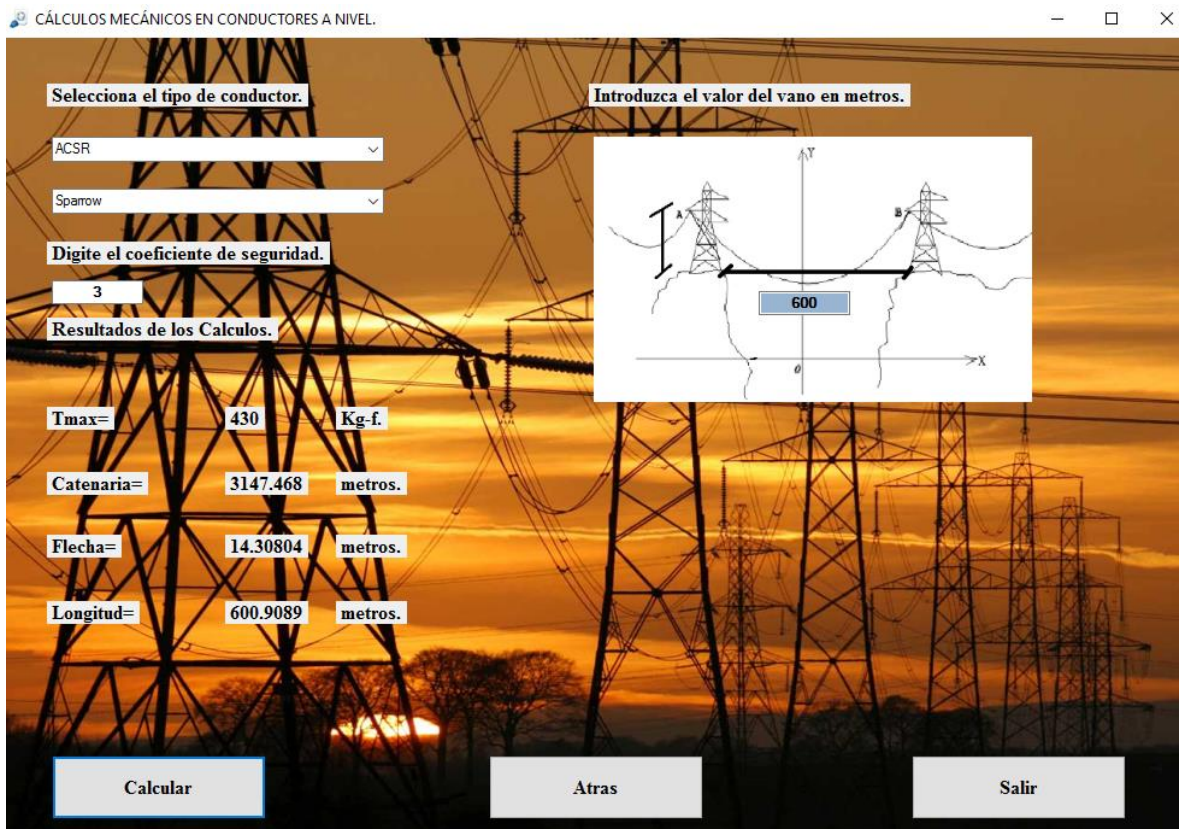 CÁLCULOS MECÁNICOS EN CONDUCTORES A NIVEL.
Selecciona el tipo de conductor.
ACSR
Sparrow
Digite el coeficiente de seguridad.
3
Resultados de los Calculos.
Tmax= 430 Kg-f.
Catenaria= 3147.468 metros.
Flecha= 14.30804 metros.
Longitud= 600.9089 metros.
Introduzca el valor del vano en metros.
Y
A
B
600
X
0
Calcular
Atras
Salir